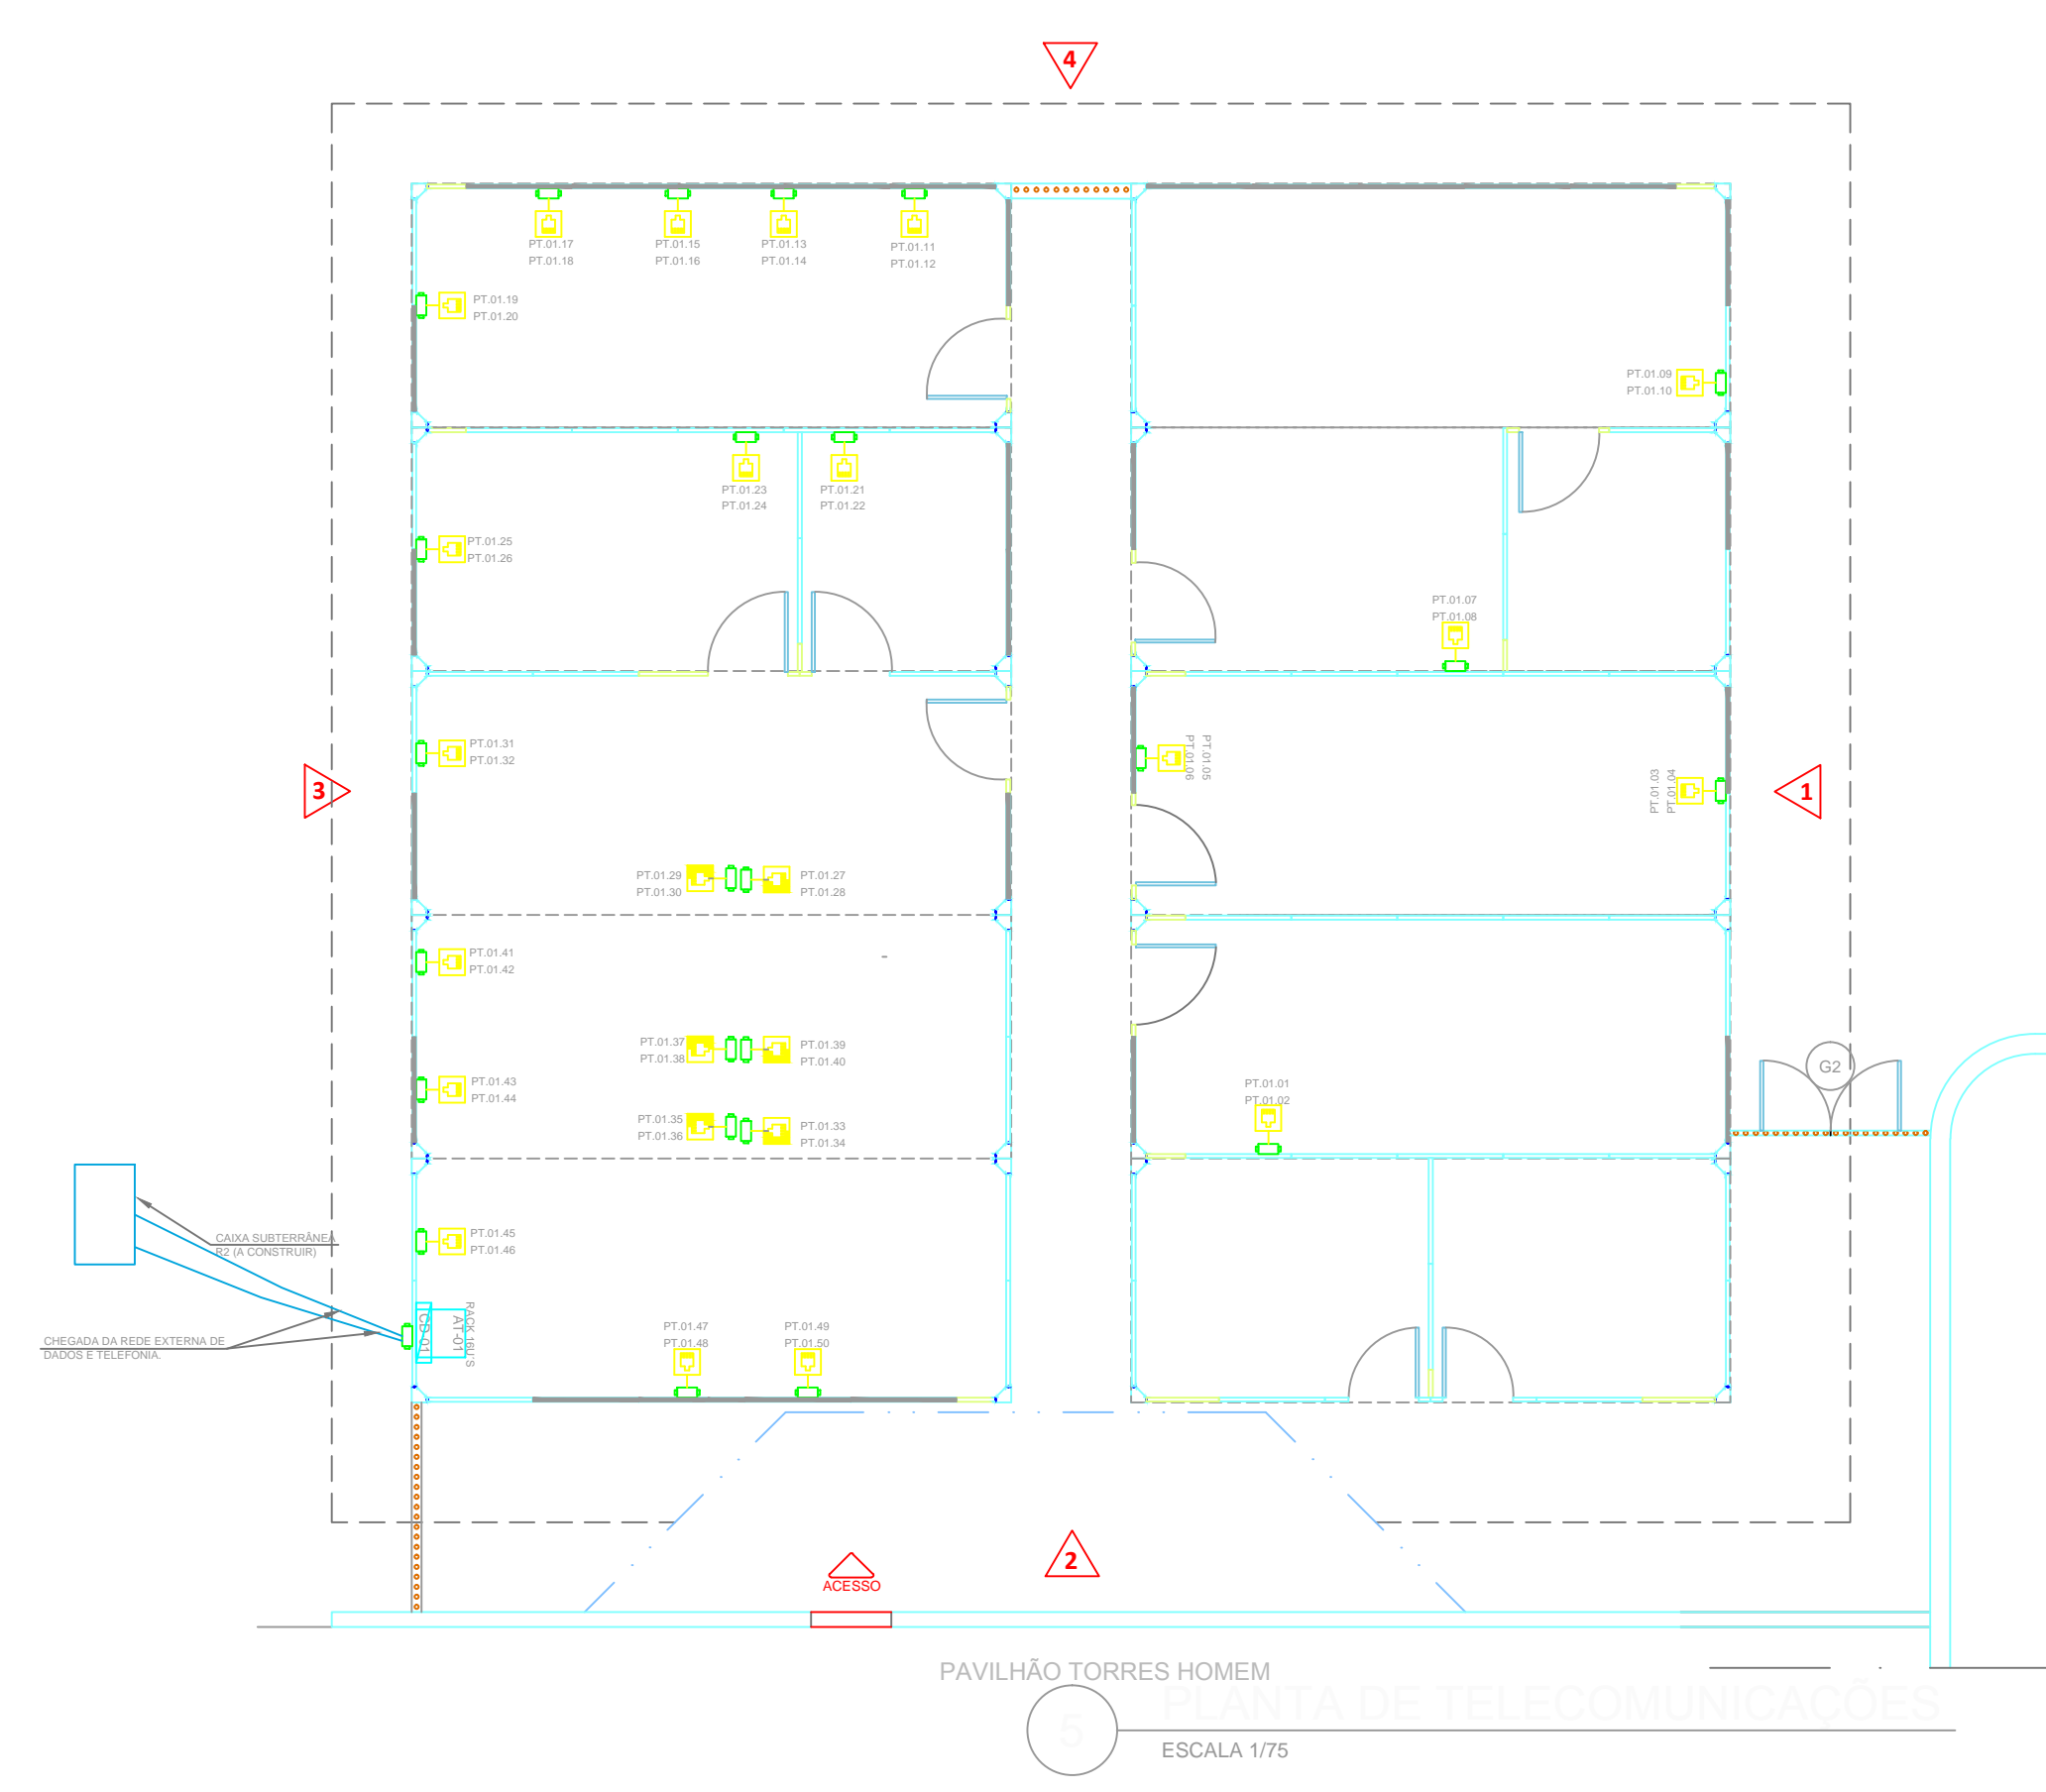 4
PT.01.17
PT.01.18
PT.01.15
PT.01.16
PT.01.13
PT.01.14
PT.01.11
PT.01.12
PT.01.19
PT.01.20
PT.01.09
PT.01.10
PT.01.23
PT.01.24
PT.01.21
PT.01.22
PT.01.25
PT.01.26
PT.01.07
PT.01.08
PT.01.31
PT.01.32
PT.01.05
PT.01.06
PT.01.03
PT.01.04
3
1
PT.01.29
PT.01.30
PT.01.27
PT.01.28
PT.01.41
PT.01.42
PT.01.37
PT.01.38
PT.01.39
PT.01.40
G2
PT.01.43
PT.01.44
PT.01.01
PT.01.02
PT.01.35
PT.01.36
PT.01.33
PT.01.34
CAIXA SUBTERRÂNEA
R2 (A CONSTRUIR)
PT.01.45
PT.01.46
RACK 16U'S
AT-01
CD-01
CHEGADA DA REDE EXTERNA DE
DADOS E TELEFONIA.
PT.01.47
PT.01.48
PT.01.49
PT.01.50
2
ACESSO
PAVILHÃO TORRES HOMEM
5
PLANTA DE TELECOMUNICAÇÕES
ESCALA 1/75